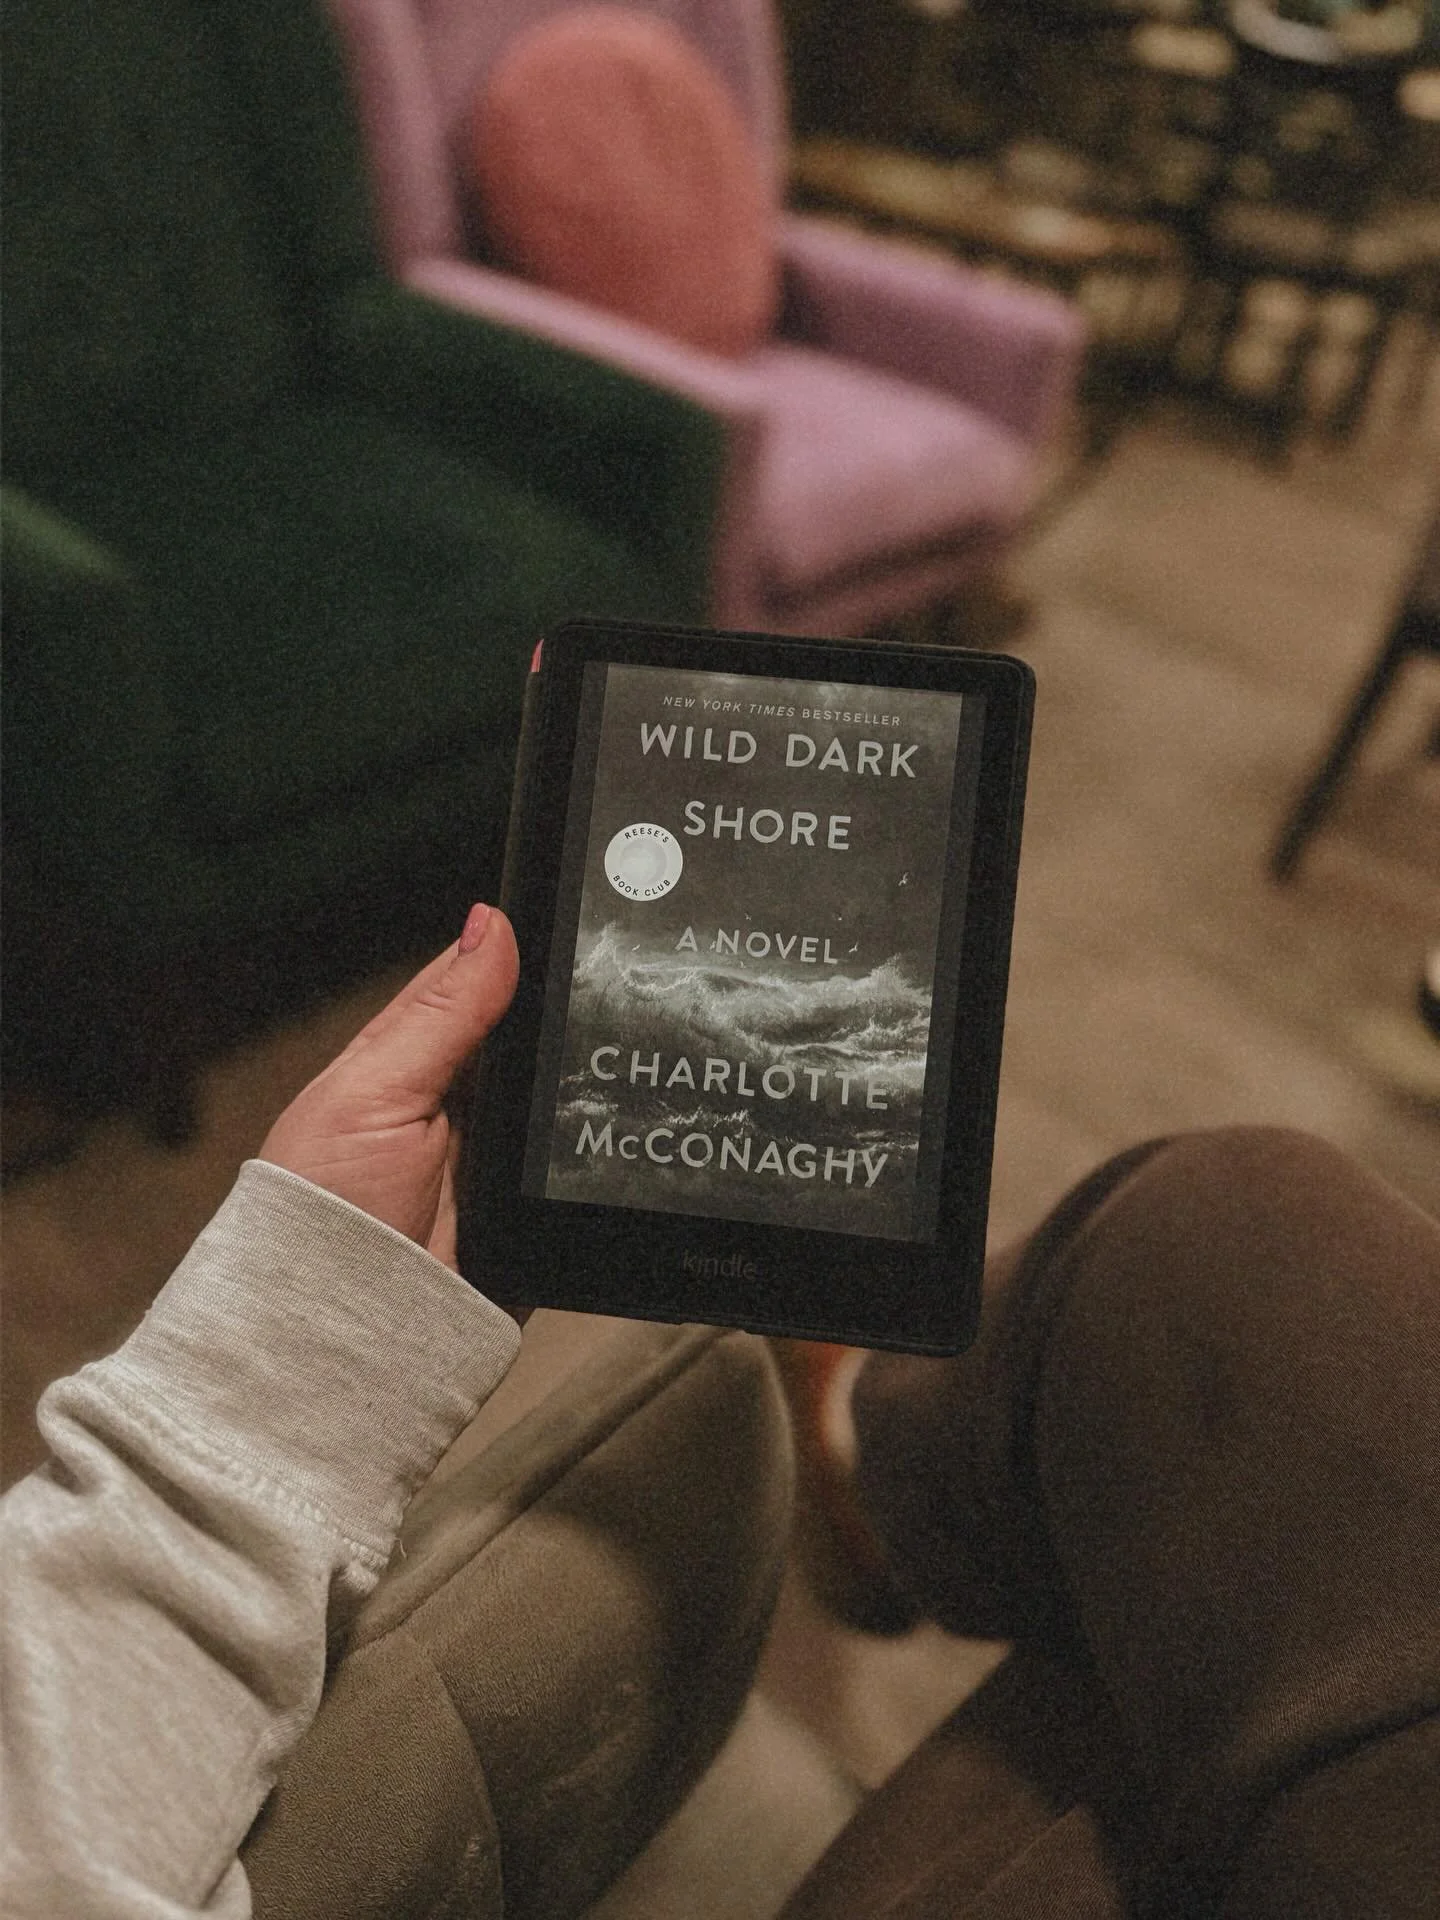 NEW YORK TIMES BESTSELLER
WILD DARK
SHORE
REESE'S
BOOK CLUB
A NOVEL
CHARLOTTE
McCONAGHY
kindle